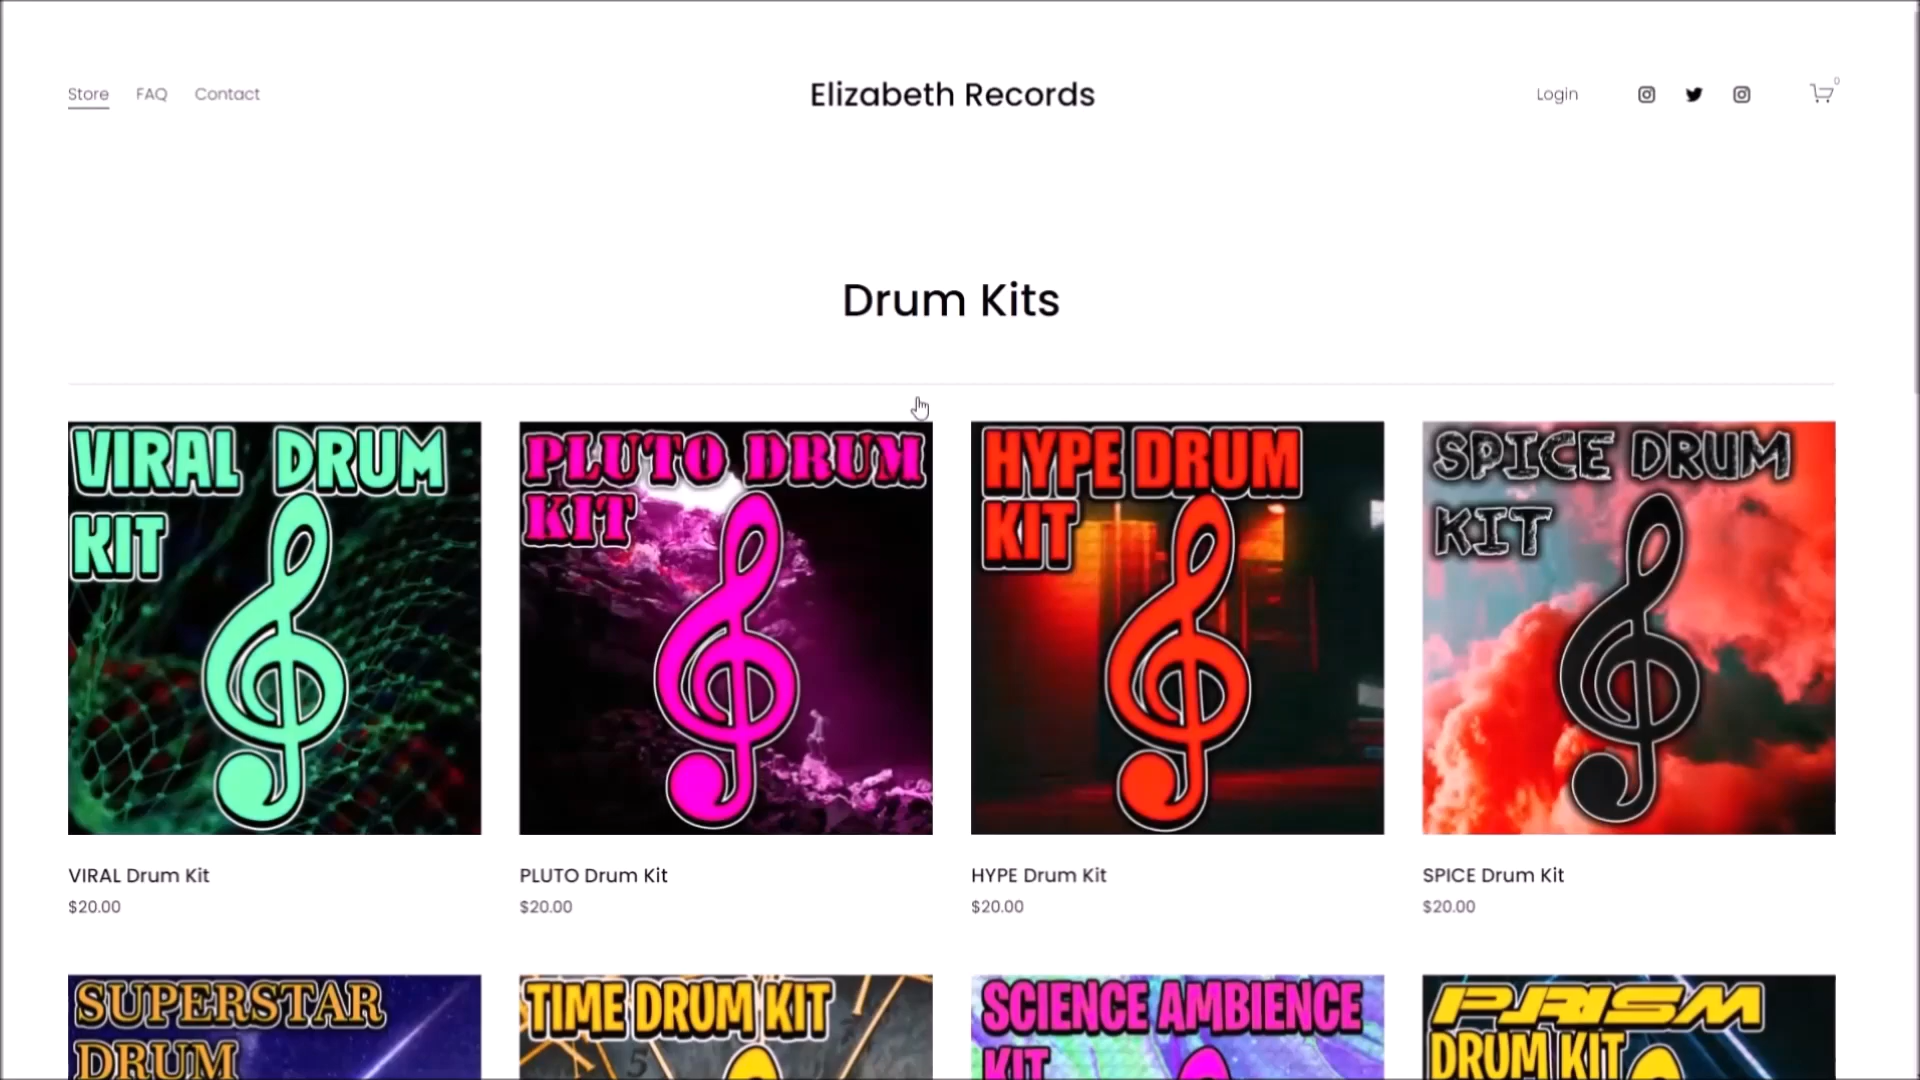 Store FAQ Contact
Elizabeth Records
Login
0
Drum Kits
VIRAL DRUM
KIT
PLUTO DRUM
KIT
HYPE DRUM
KIT
SPICE DRUM
KIT
VIRAL Drum Kit
$20.00
PLUTO Drum Kit
$20.00
HYPE Drum Kit
$20.00
SPICE Drum Kit
$20.00
SUPERSTAR
DRUM
TIME DRUM KIT
5
SCIENCE AMBIENCE
KIT
PRISM
DRUM KIT